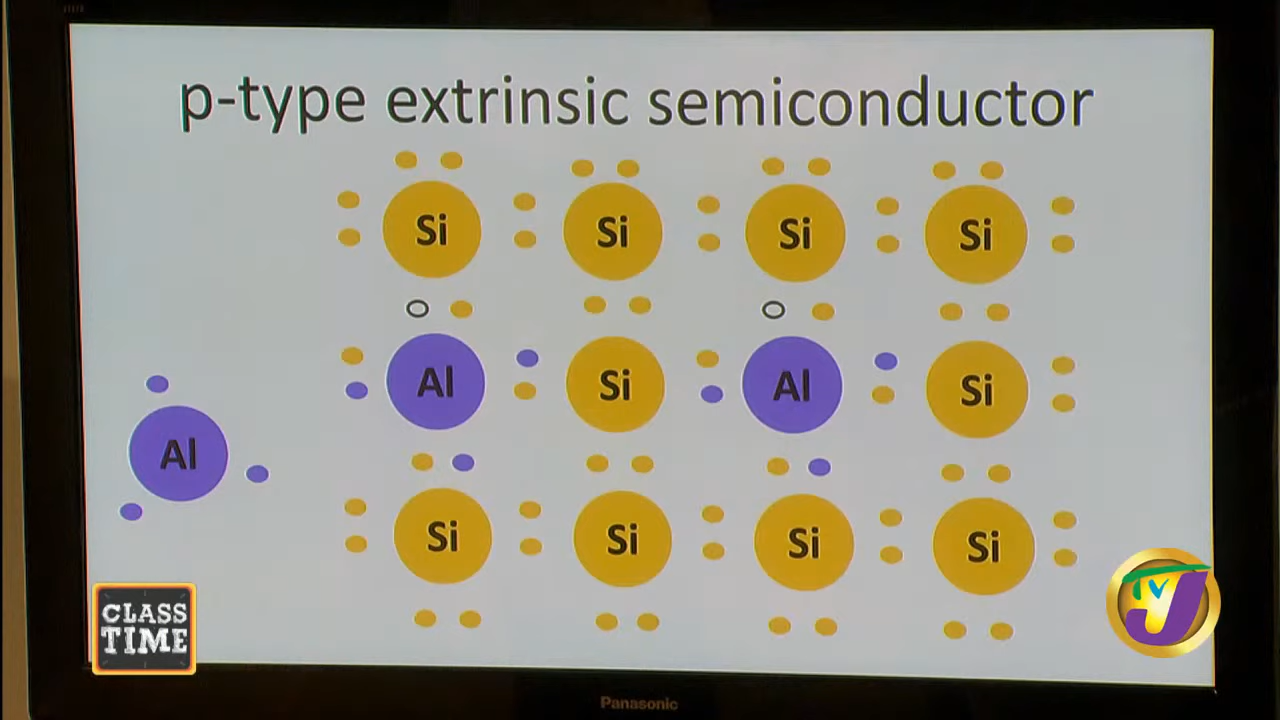 p-type extrinsic semiconductor
Si Si Si Si
Al Si Al Si
Al
Si Si Si Si
CLASS
TIME
TVJ
Panasonic